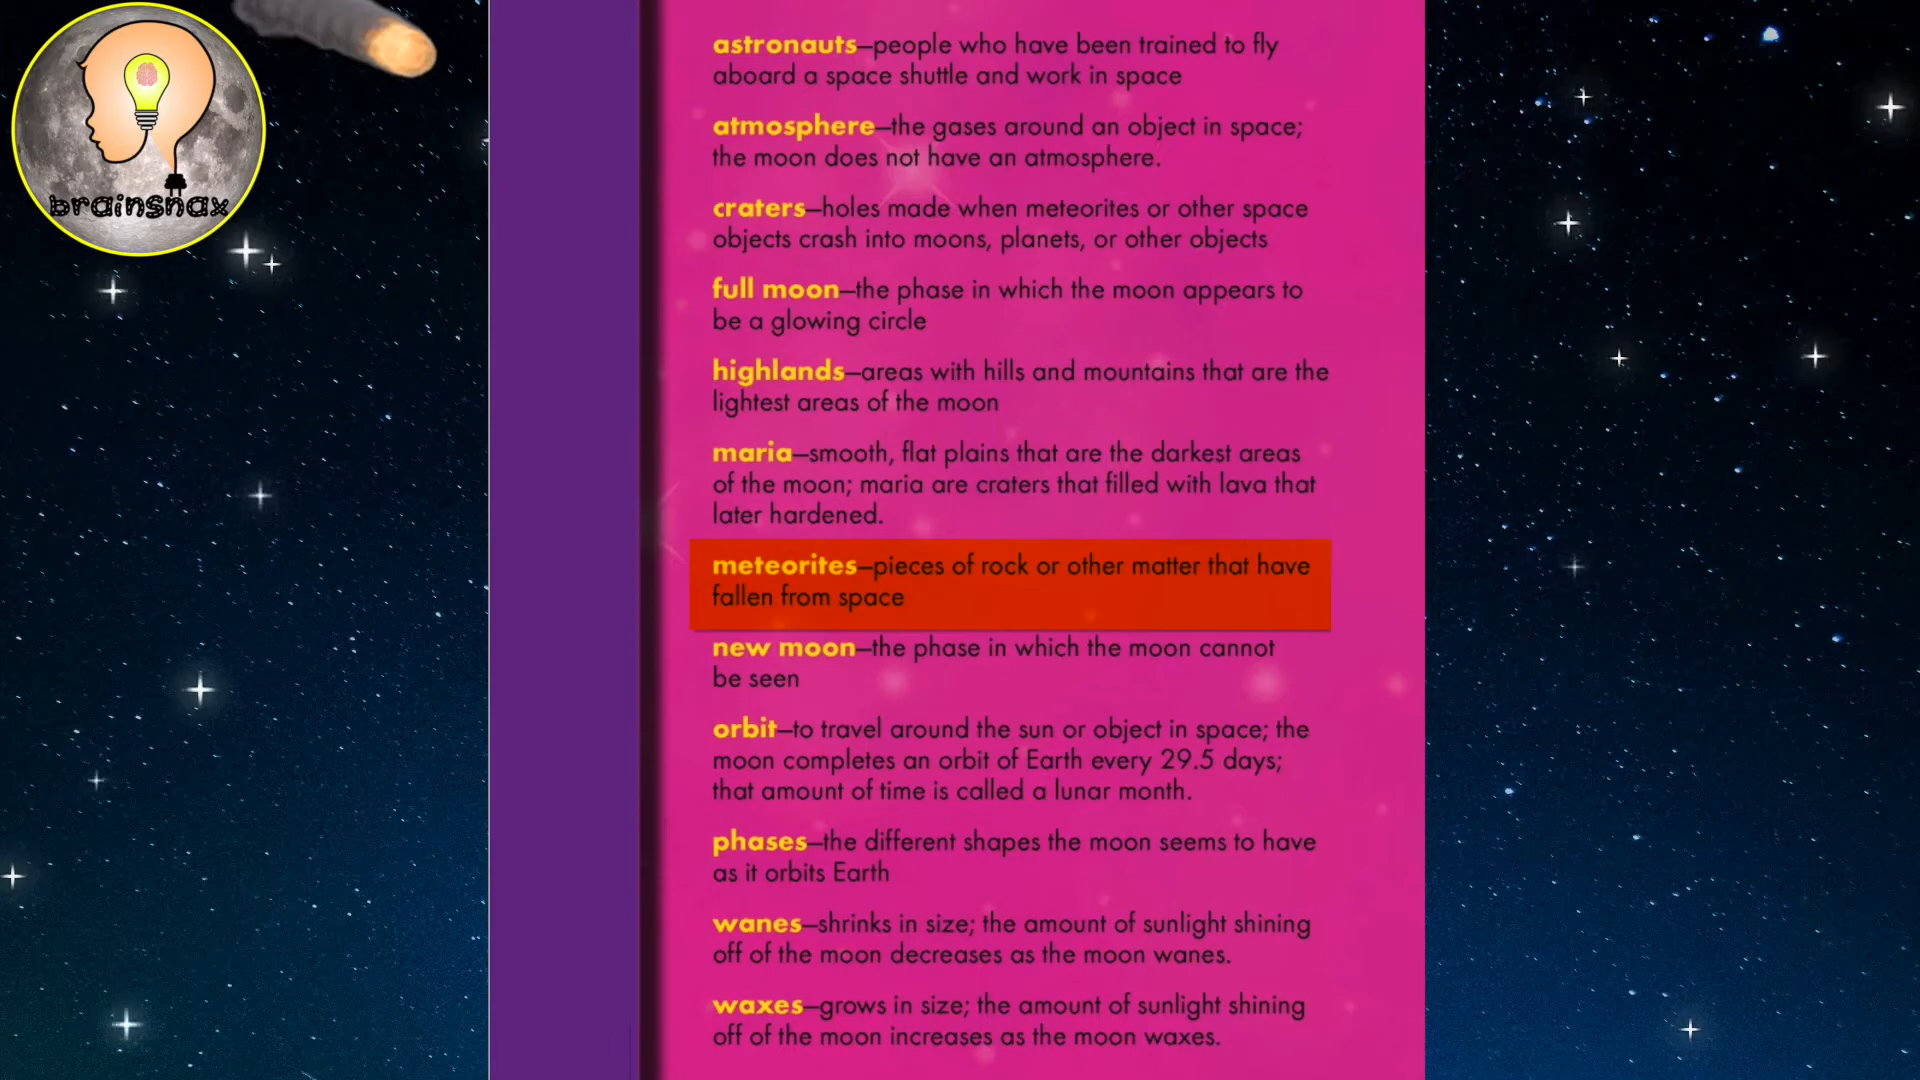 brainsnax
astronauts—people who have been trained to fly
aboard a space shuttle and work in space
atmosphere—the gases around an object in space;
the moon does not have an atmosphere.
craters—holes made when meteorites or other space
objects crash into moons, planets, or other objects
full moon—the phase in which the moon appears to
be a glowing circle
highlands—areas with hills and mountains that are the
lightest areas of the moon
maria—smooth, flat plains that are the darkest areas
of the moon; maria are craters that filled with lava that
later hardened.
meteorites—pieces of rock or other matter that have
fallen from space
new moon—the phase in which the moon cannot
be seen
orbit—to travel around the sun or object in space; the
moon completes an orbit of Earth every 29.5 days;
that amount of time is called a lunar month.
phases—the different shapes the moon seems to have
as it orbits Earth
wanes—shrinks in size; the amount of sunlight shining
off of the moon decreases as the moon wanes.
waxes—grows in size; the amount of sunlight shining
off of the moon increases as the moon waxes.